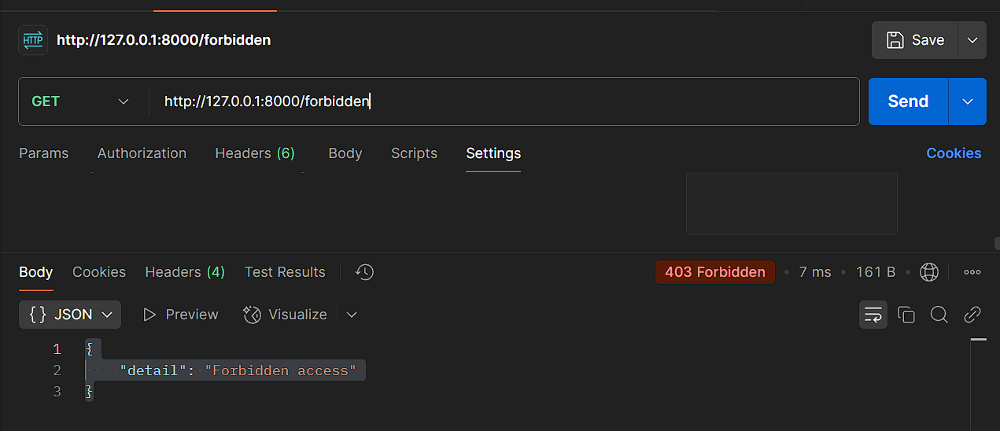 HTTP http://127.0.0.1:8000/forbidden Save
GET http://127.0.0.1:8000/forbidden Send
Params Authorization Headers (6) Body Scripts Settings Cookies
Body Cookies Headers (4) Test Results 403 Forbidden • 7 ms • 161 B •
{} JSON Preview Visualize
1 {
2 "detail": "Forbidden access"
3 }